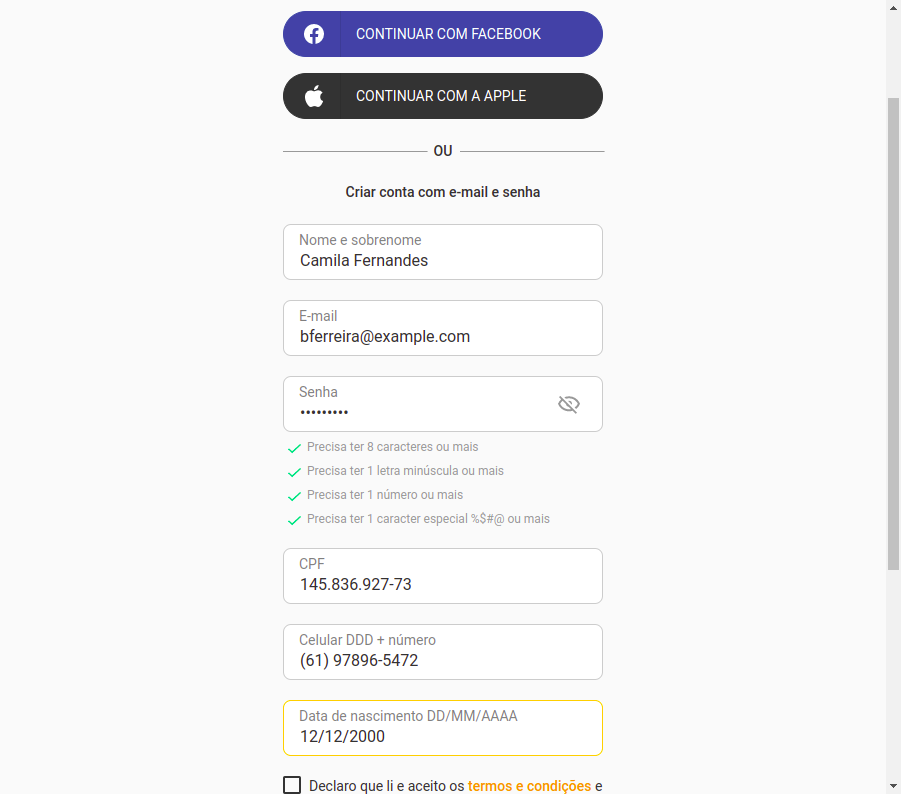 CONTINUAR COM FACEBOOK
CONTINUAR COM A APPLE
OU
Criar conta com e-mail e senha
Nome e sobrenome
Camila Fernandes
E-mail
bferreira@example.com
Senha
•••••••••
Precisa ter 8 caracteres ou mais
Precisa ter 1 letra minúscula ou mais
Precisa ter 1 número ou mais
Precisa ter 1 caracter especial %$#@ ou mais
CPF
145.836.927-73
Celular DDD + número
(61) 97896-5472
Data de nascimento DD/MM/AAAA
12/12/2000
Declaro que li e aceito os termos e condições e